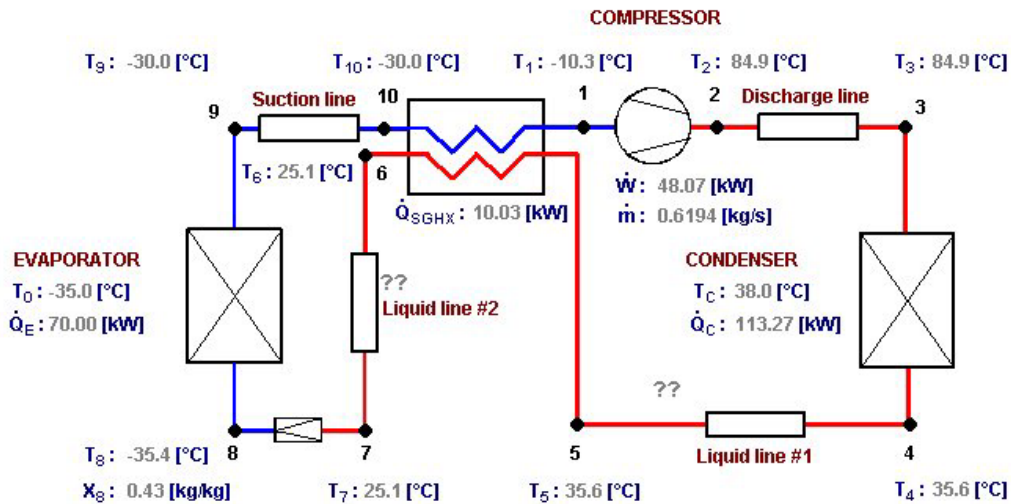 COMPRESSOR
T9 : -30.0 [°C]
T10 : -30.0 [°C]
T1 : -10.3 [°C]
T2 : 84.9 [°C]
T3 : 84.9 [°C]
9
Suction line
10
1
2
Discharge line
3
T6 : 25.1 [°C]
6
Q̇SGHX : 10.03 [kW]
Ẇ : 48.07 [kW]
ṁ : 0.6194 [kg/s]
EVAPORATOR
T0 : -35.0 [°C]
Q̇E : 70.00 [kW]
??
Liquid line #2
CONDENSER
TC : 38.0 [°C]
Q̇C : 113.27 [kW]
??
T8 : -35.4 [°C]
8
7
5
Liquid line #1
4
X8 : 0.43 [kg/kg]
T7 : 25.1 [°C]
T5 : 35.6 [°C]
T4 : 35.6 [°C]